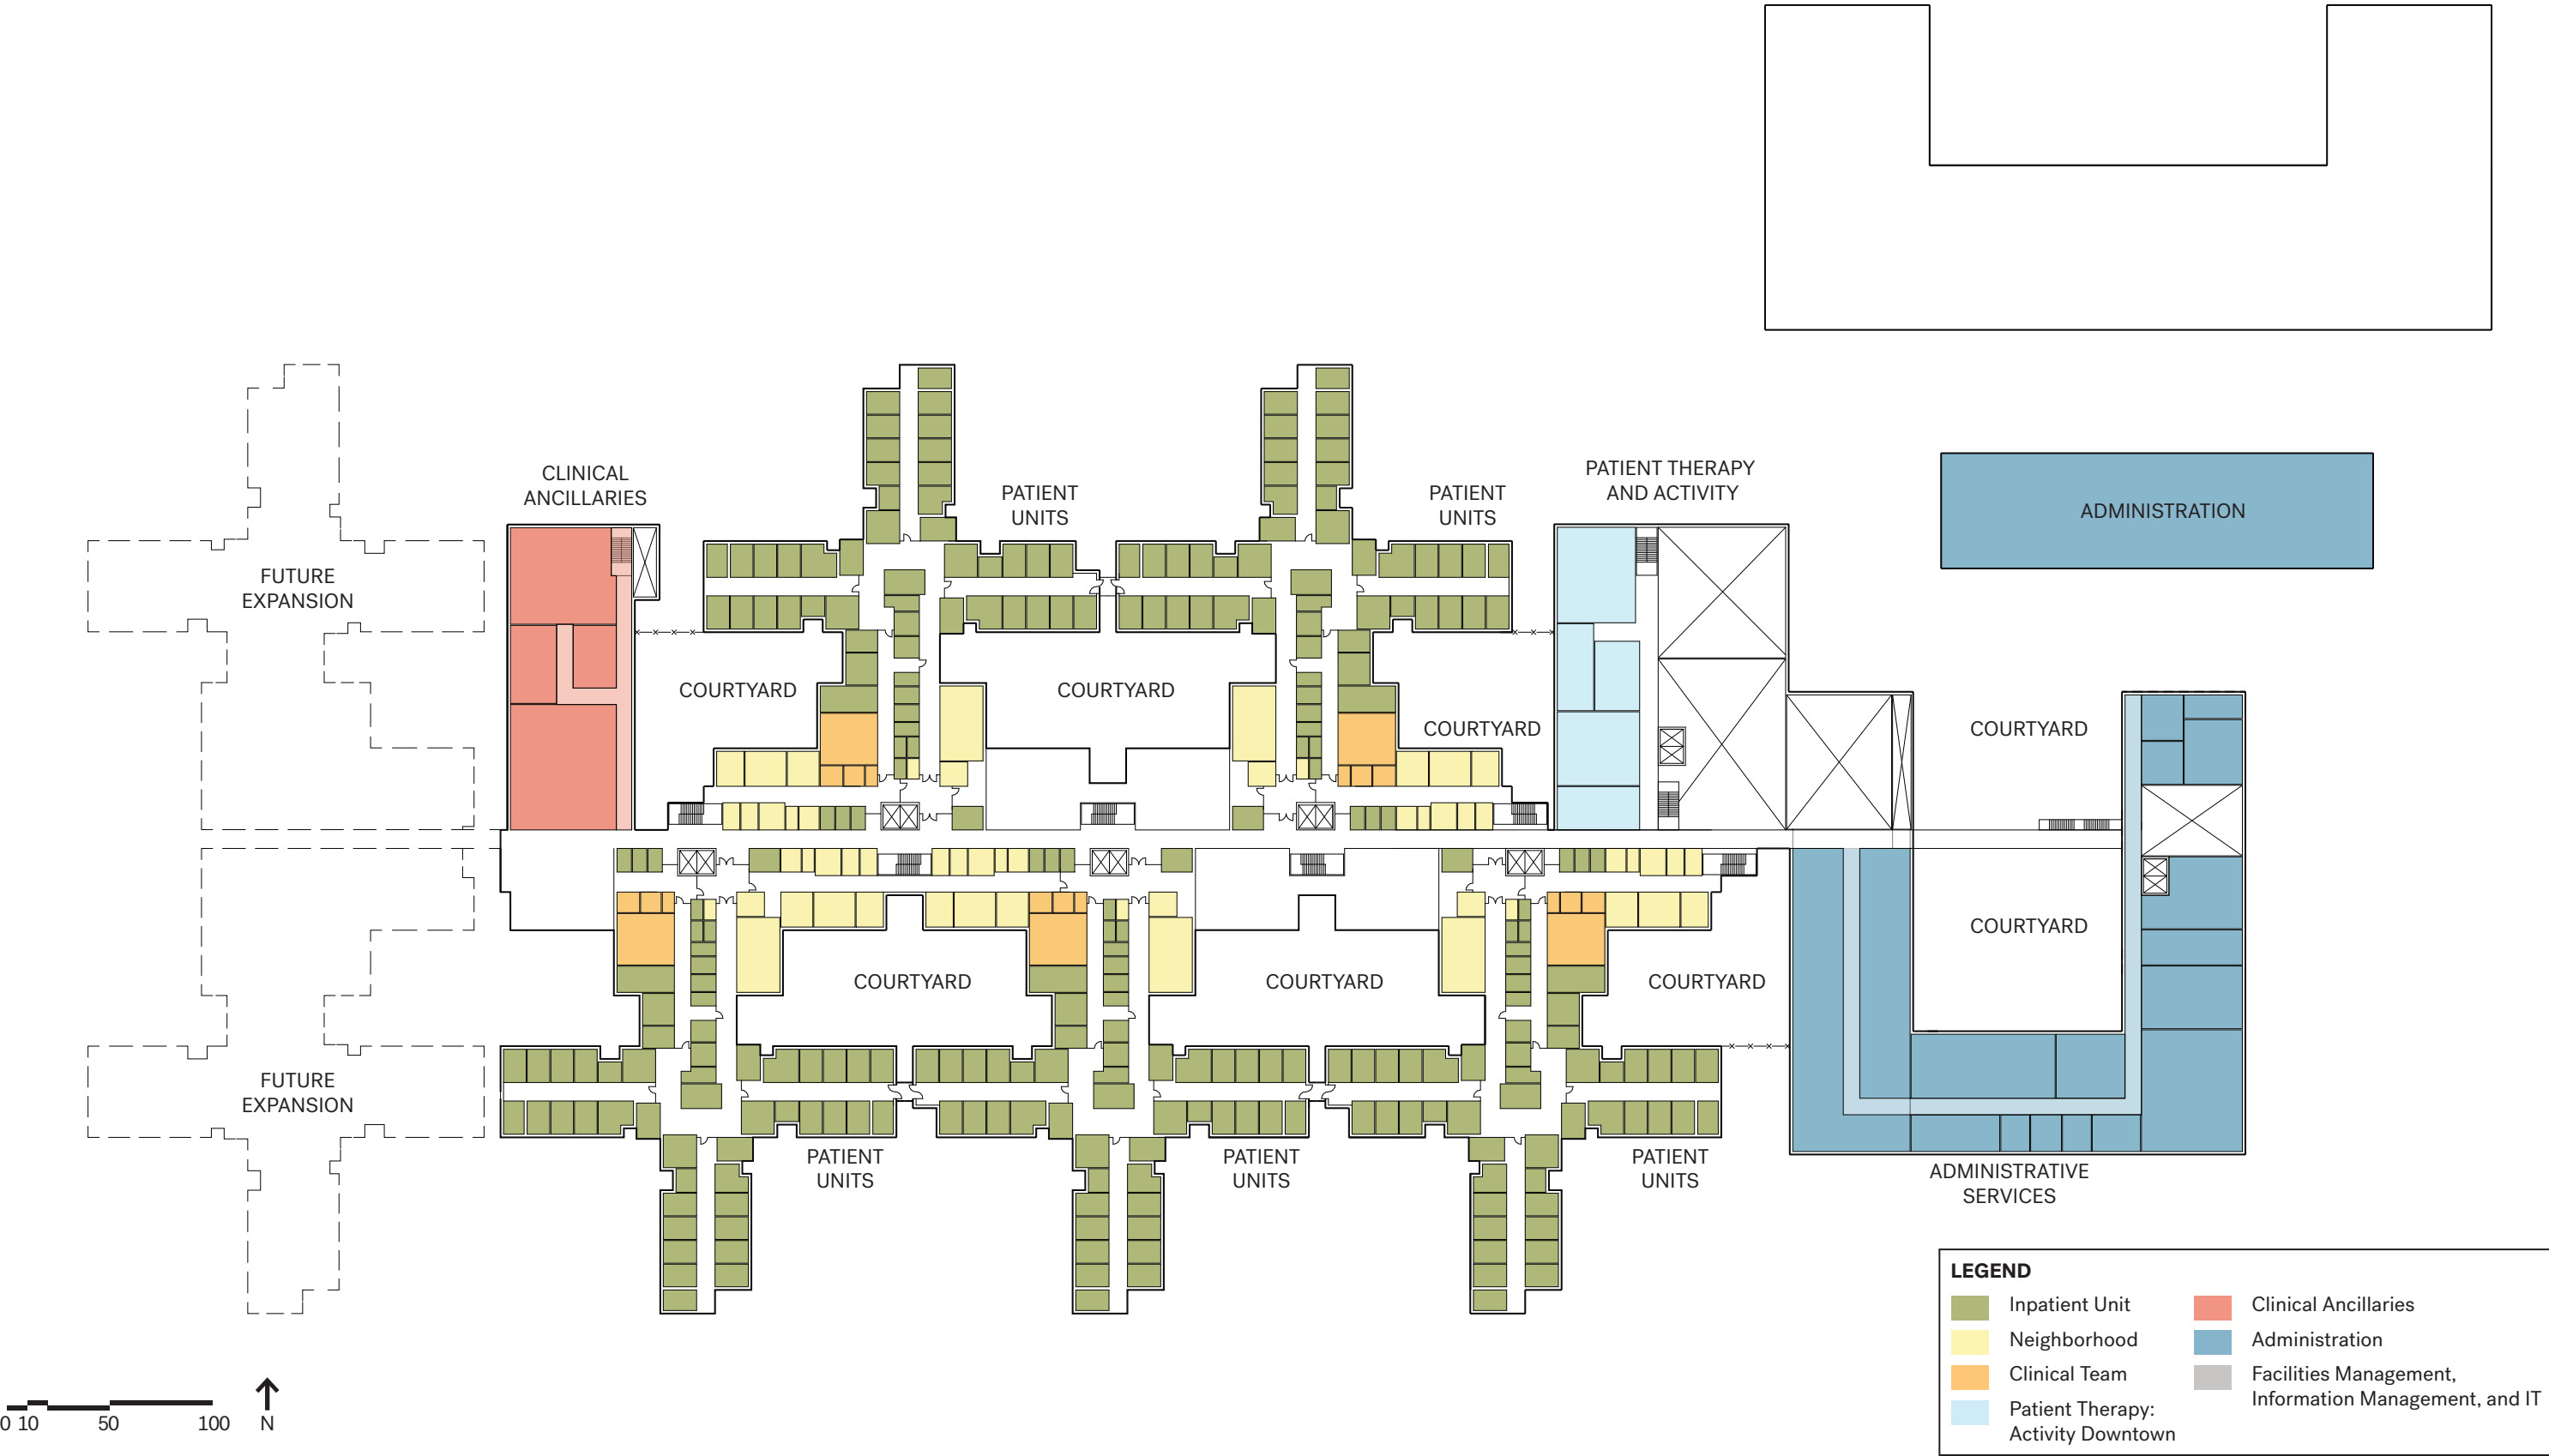 CLINICAL
ANCILLARIES
PATIENT
UNITS
PATIENT
UNITS
PATIENT THERAPY
AND ACTIVITY
ADMINISTRATION
FUTURE
EXPANSION
COURTYARD
COURTYARD
COURTYARD
COURTYARD
COURTYARD
COURTYARD
COURTYARD
COURTYARD
FUTURE
EXPANSION
PATIENT
UNITS
PATIENT
UNITS
PATIENT
UNITS
ADMINISTRATIVE
SERVICES
LEGEND
Inpatient Unit
Neighborhood
Clinical Team
Patient Therapy:
Activity Downtown
Clinical Ancillaries
Administration
Facilities Management,
Information Management, and IT
0 10 50 100 N